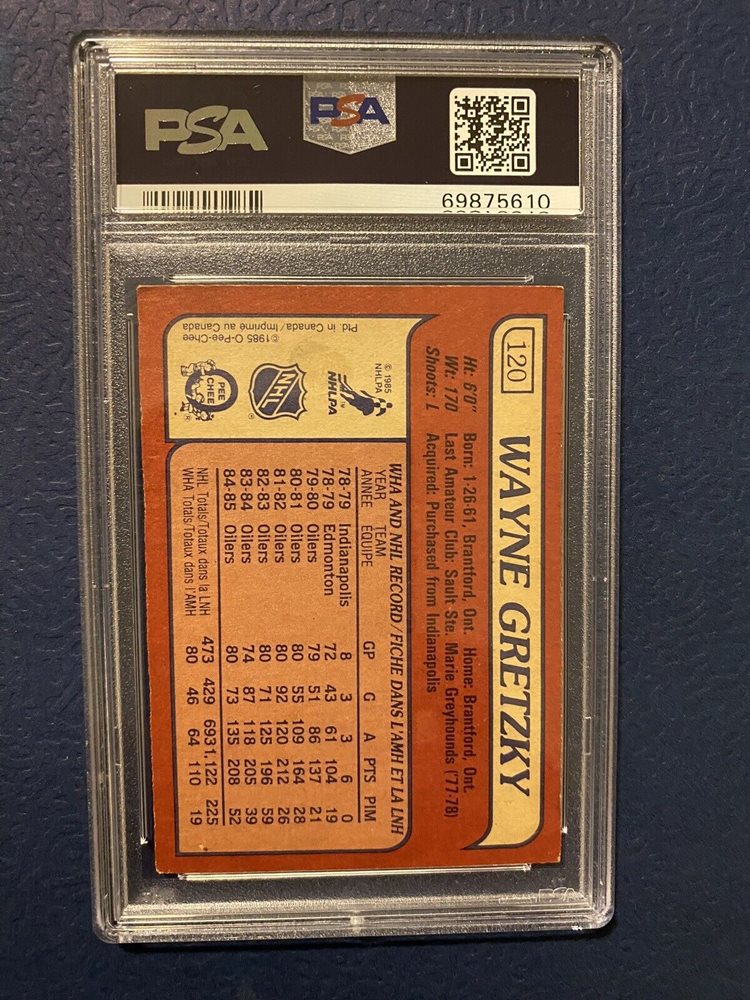 PSA
PSA
69875610
120
WAYNE GRETZKY
Ht: 6'0" Born: 1-26-61, Brantford, Ont. Home: Brantford, Ont.
Wt: 170 Last Amateur Club: Sault Ste. Marie Greyhounds ('77-78)
Shoots: L Acquired: Purchased from Indianapolis
© 1985
NHLPA
NHLPA
TM
NHL
®
O
PEE
CHEE
®
©1985 O-Pee-Chee
Ptd. in Canada/Imprimé au Canada
WHA AND NHL RECORD/FICHE DANS L'AMH ET LA LNH
YEAR TEAM
ANNÉE EQUIPE GP G A PTS PIM
78-79 Indianapolis 8 3 3 6 0
78-79 Edmonton 72 43 61 104 19
79-80 Oilers 79 51 86 137 21
80-81 Oilers 80 55 109 164 28
81-82 Oilers 80 92 120 212 26
82-83 Oilers 80 71 125 196 59
83-84 Oilers 74 87 118 205 39
84-85 Oilers 80 73 135 208 52
NHL Totals/Totaux dans la LNH 473 429 693 1.122 225
WHA Totals/Totaux dans l'AMH 80 46 64 110 19
PSA